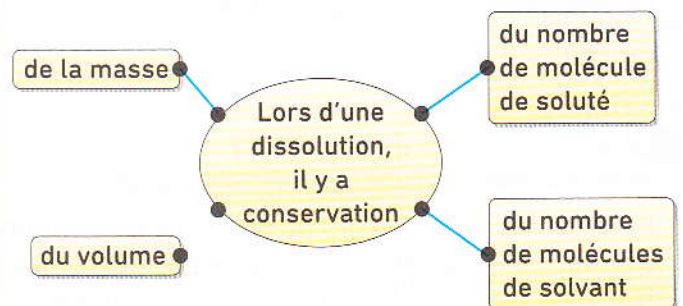 de la masse
Lors d'une
dissolution,
il y a
conservation
du nombre
de molécule
de soluté
du volume
du nombre
de molécules
de solvant